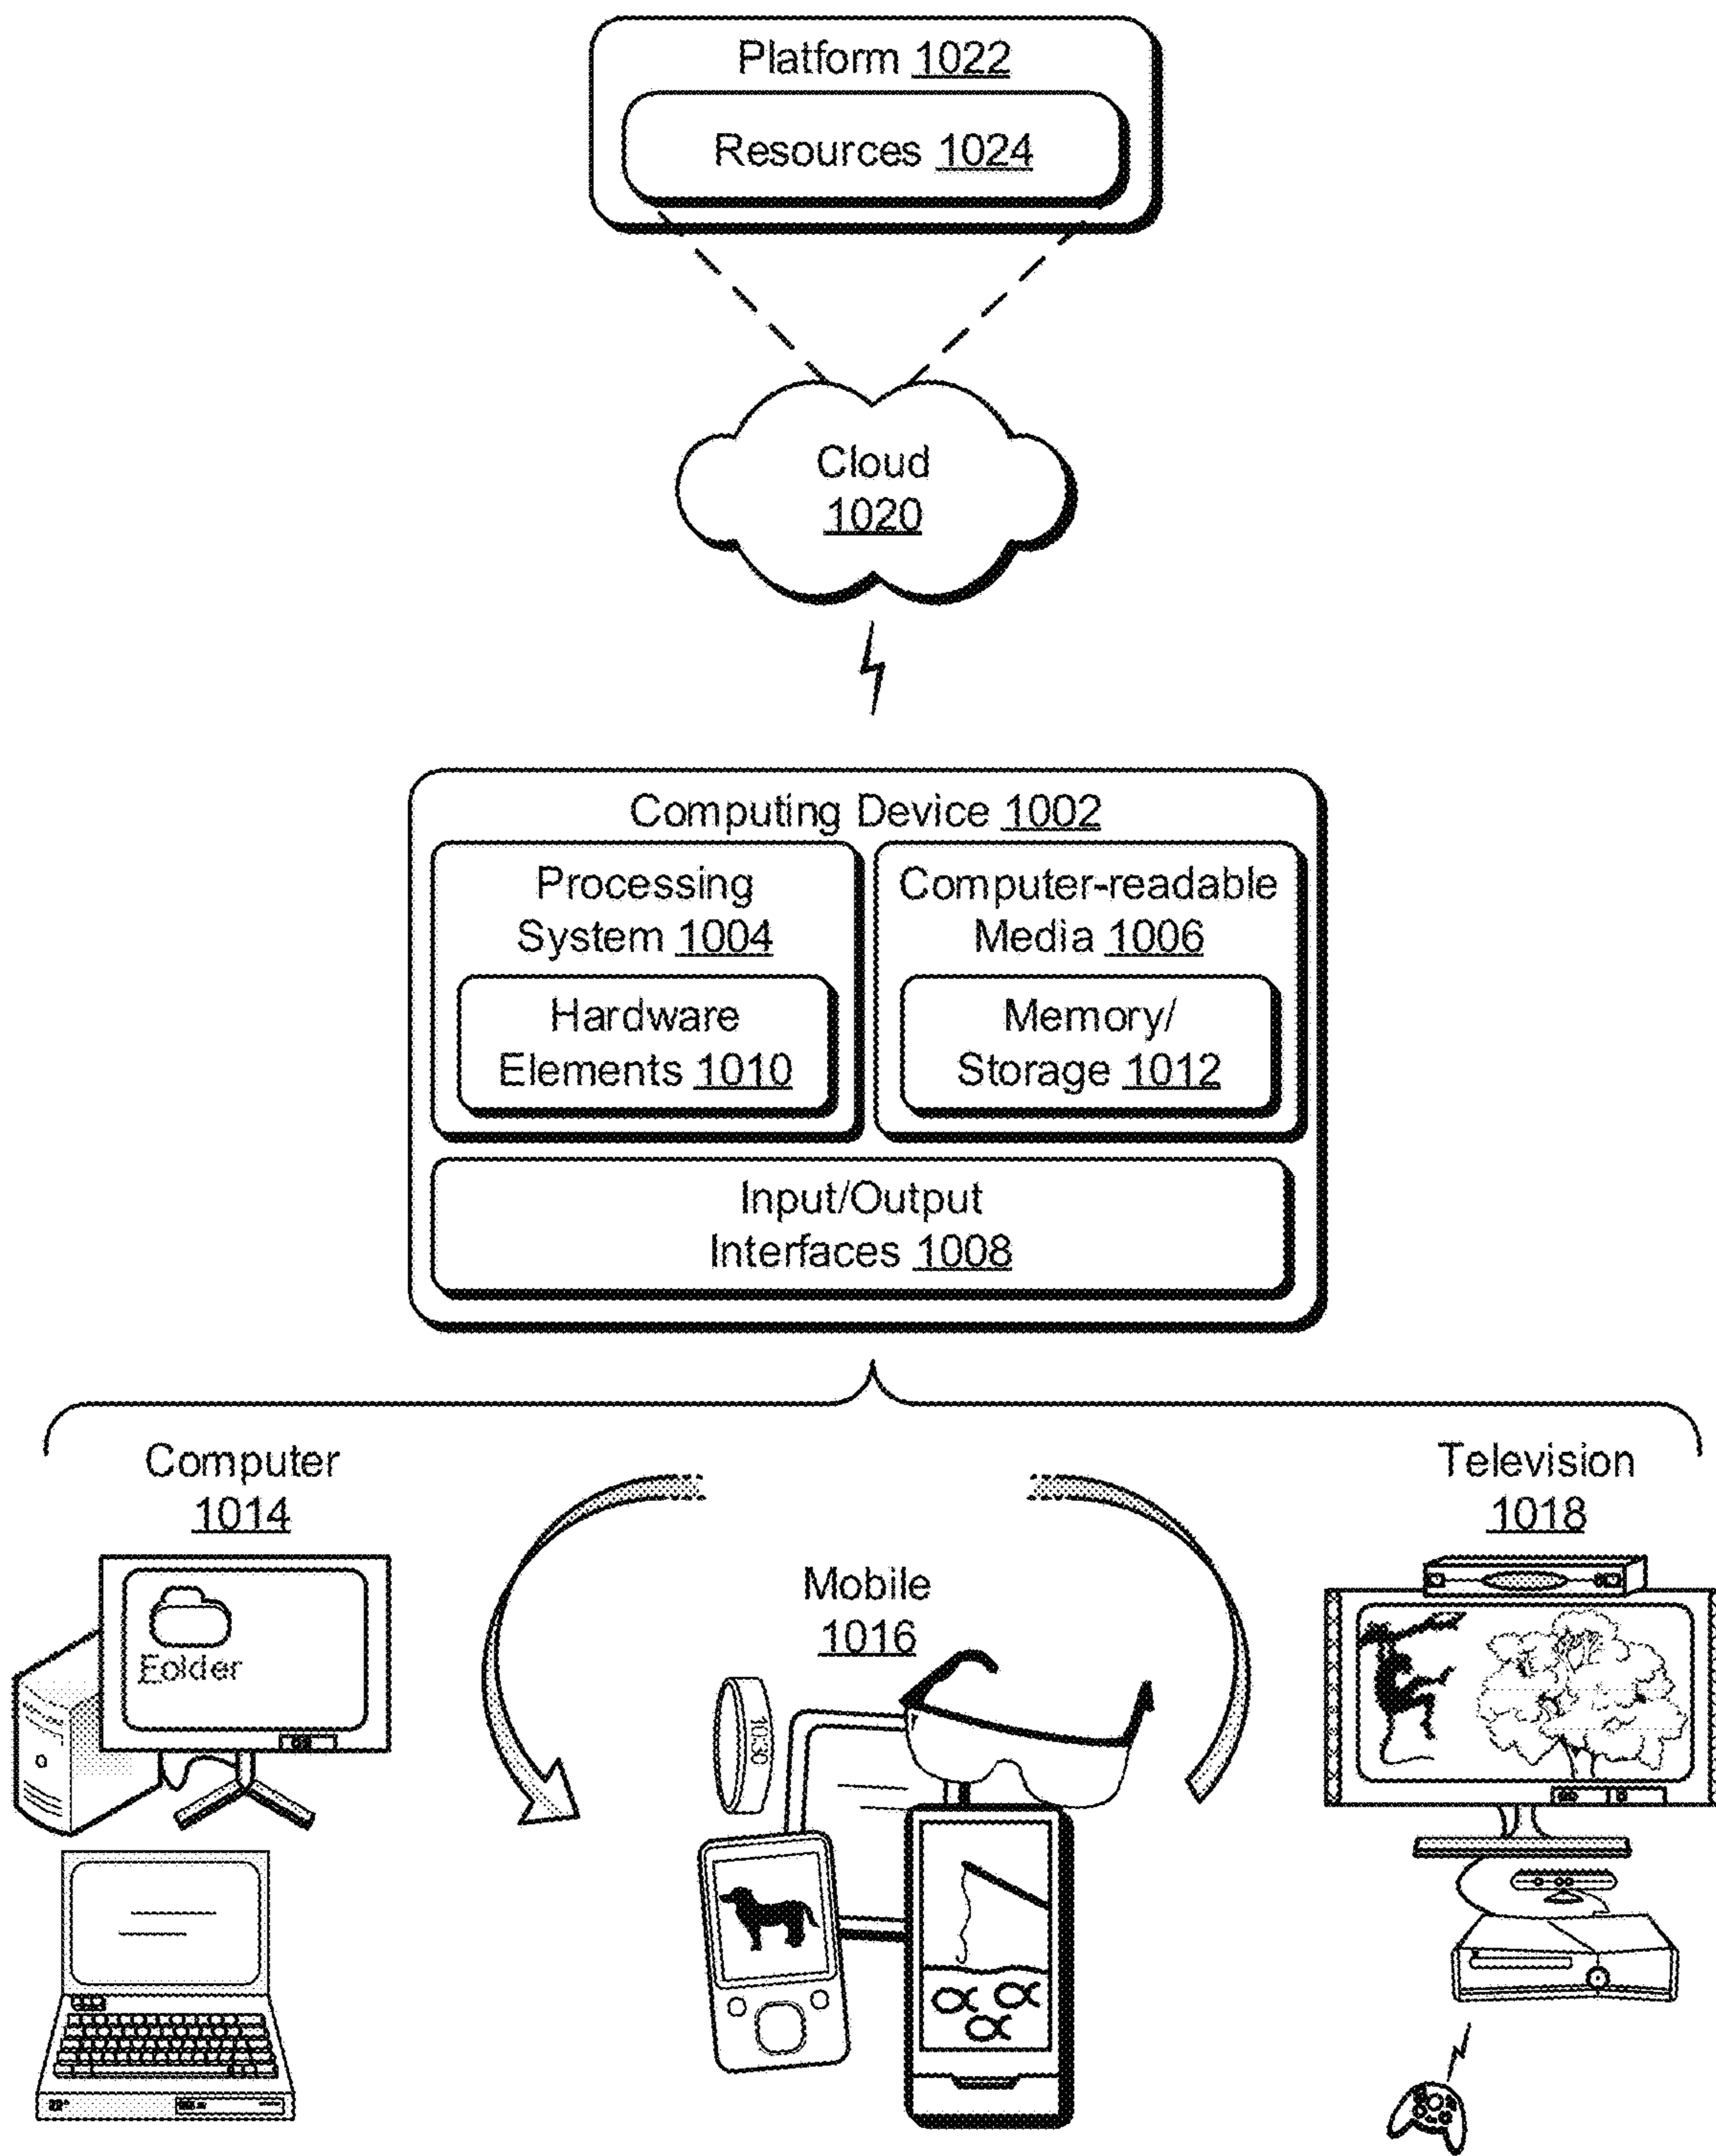 Platform 1022
Resources 1024
Cloud
1020
Computing Device 1002
Processing
System 1004
Computer-readable
Media 1006
Hardware
Elements 1010
Memory/
Storage 1012
Input/Output
Interfaces 1008
Computer
1014
Television
1018
Mobile
1016
Eolder
10:30